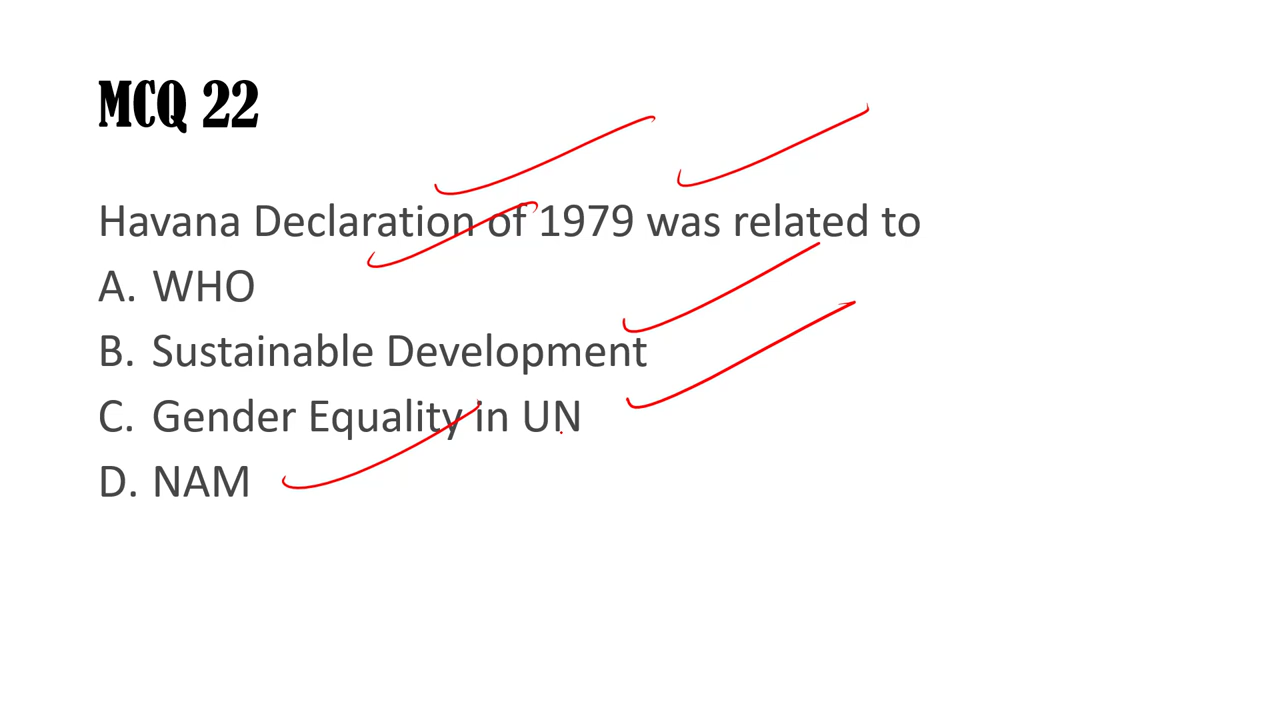 MCQ 22
Havana Declaration of 1979 was related to
A. WHO
B. Sustainable Development
C. Gender Equality in UN
D. NAM